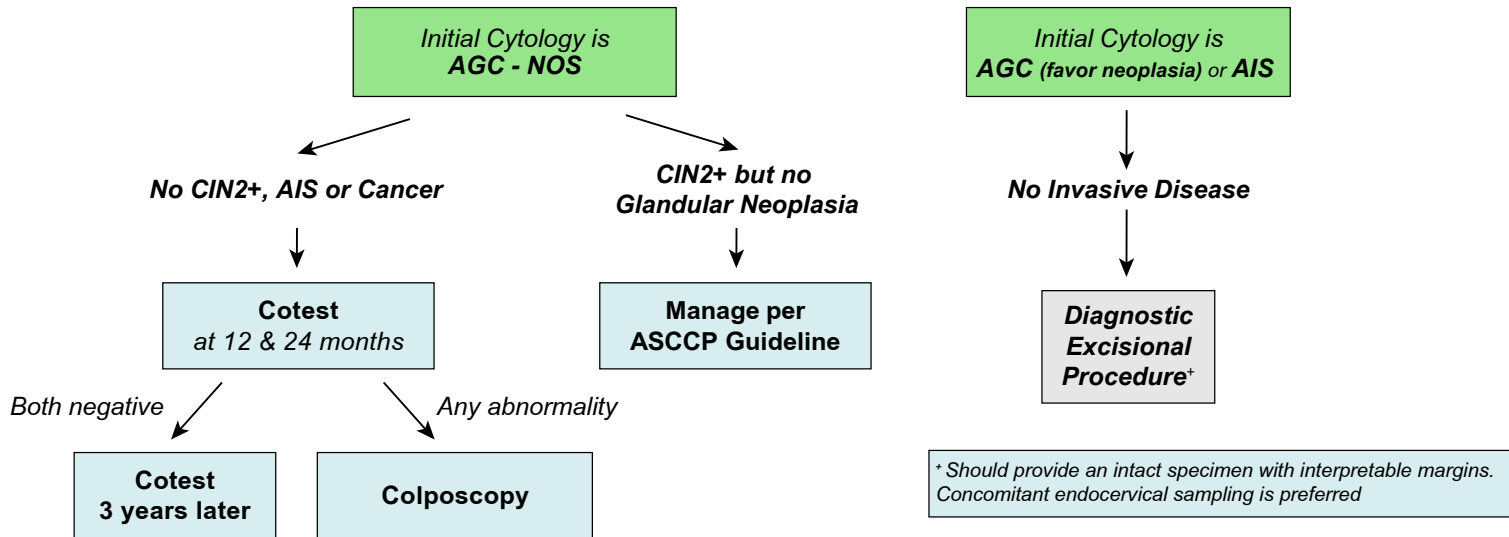 Initial Cytology is
AGC - NOS
Initial Cytology is
AGC (favor neoplasia) or AIS
No CIN2+, AIS or Cancer
CIN2+ but no
Glandular Neoplasia
No Invasive Disease
Cotest
at 12 & 24 months
Manage per
ASCCP Guideline
Diagnostic
Excisional
Procedure+
Both negative
Any abnormality
Cotest
3 years later
Colposcopy
+ Should provide an intact specimen with interpretable margins.
Concomitant endocervical sampling is preferred